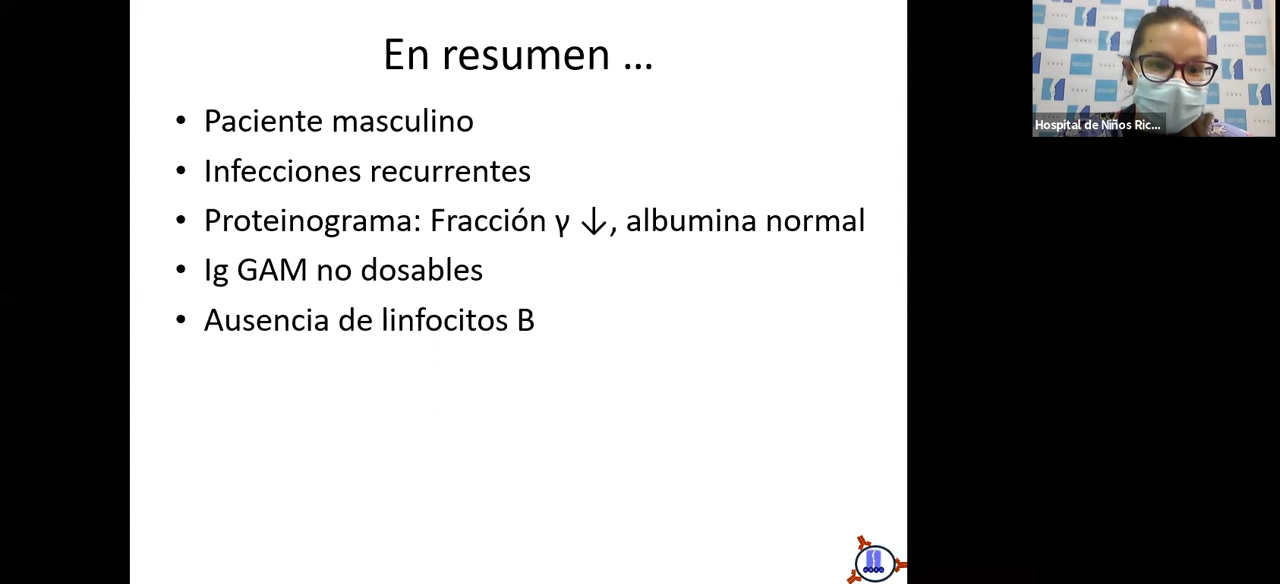 En resumen ...
• Paciente masculino
• Infecciones recurrentes
• Proteinograma: Fracción γ ↓, albumina normal
• Ig GAM no dosables
• Ausencia de linfocitos B
Hospital de Niños Ric...